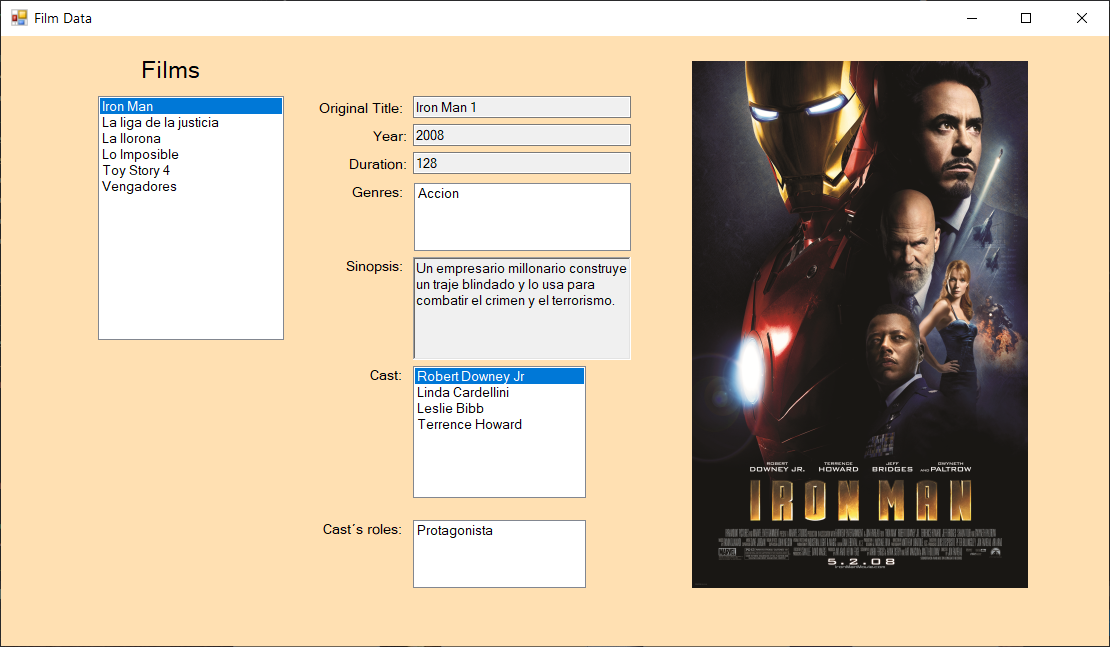 Film Data
Films
Iron Man
La liga de la justicia
La llorona
Lo Imposible
Toy Story 4
Vengadores
Original Title: Iron Man 1
Year: 2008
Duration: 128
Genres: Accion
Sinopsis: Un empresario millonario construye
un traje blindado y lo usa para
combatir el crimen y el terrorismo.
Cast: Robert Downey Jr
Linda Cardellini
Leslie Bibb
Terrence Howard
Cast´s roles: Protagonista
ROBERT DOWNEY JR. TERRENCE HOWARD JEFF BRIDGES AND GWYNETH PALTROW
IRON MAN
MARVEL
5.2.08